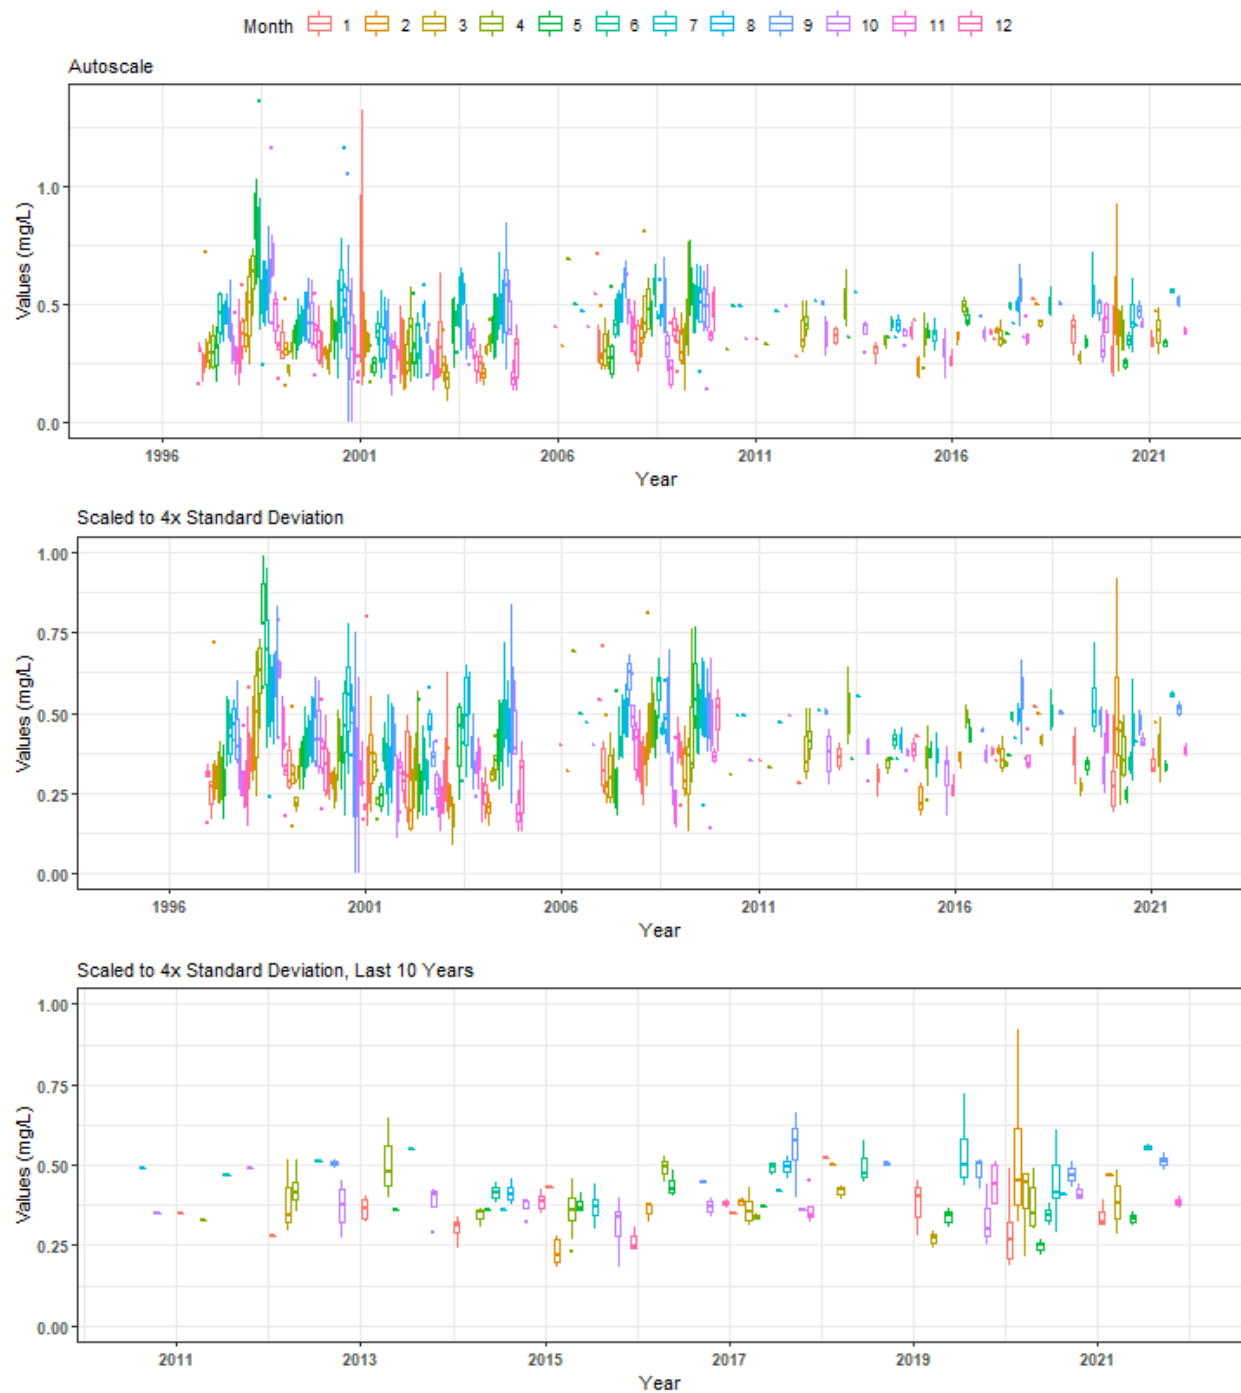 Month 1 2 3 4 5 6 7 8 9 10 11 12
Autoscale
Values (mg/L)
1.0
0.5
0.0
1996 2001 2006 2011 2016 2021
Year
Scaled to 4x Standard Deviation
Values (mg/L)
1.00
0.75
0.50
0.25
0.00
1996 2001 2006 2011 2016 2021
Year
Scaled to 4x Standard Deviation, Last 10 Years
Values (mg/L)
1.00
0.75
0.50
0.25
0.00
2011 2013 2015 2017 2019 2021
Year